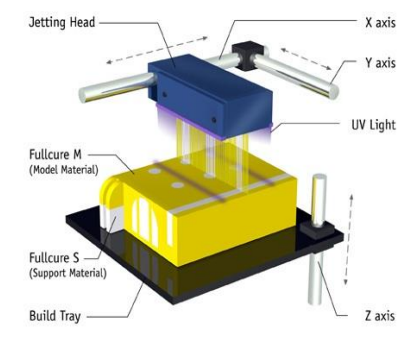 Jetting Head
X axis
Y axis
UV Light
Fullcure M
(Model Material)
Fullcure S
(Support Material)
Build Tray
Z axis